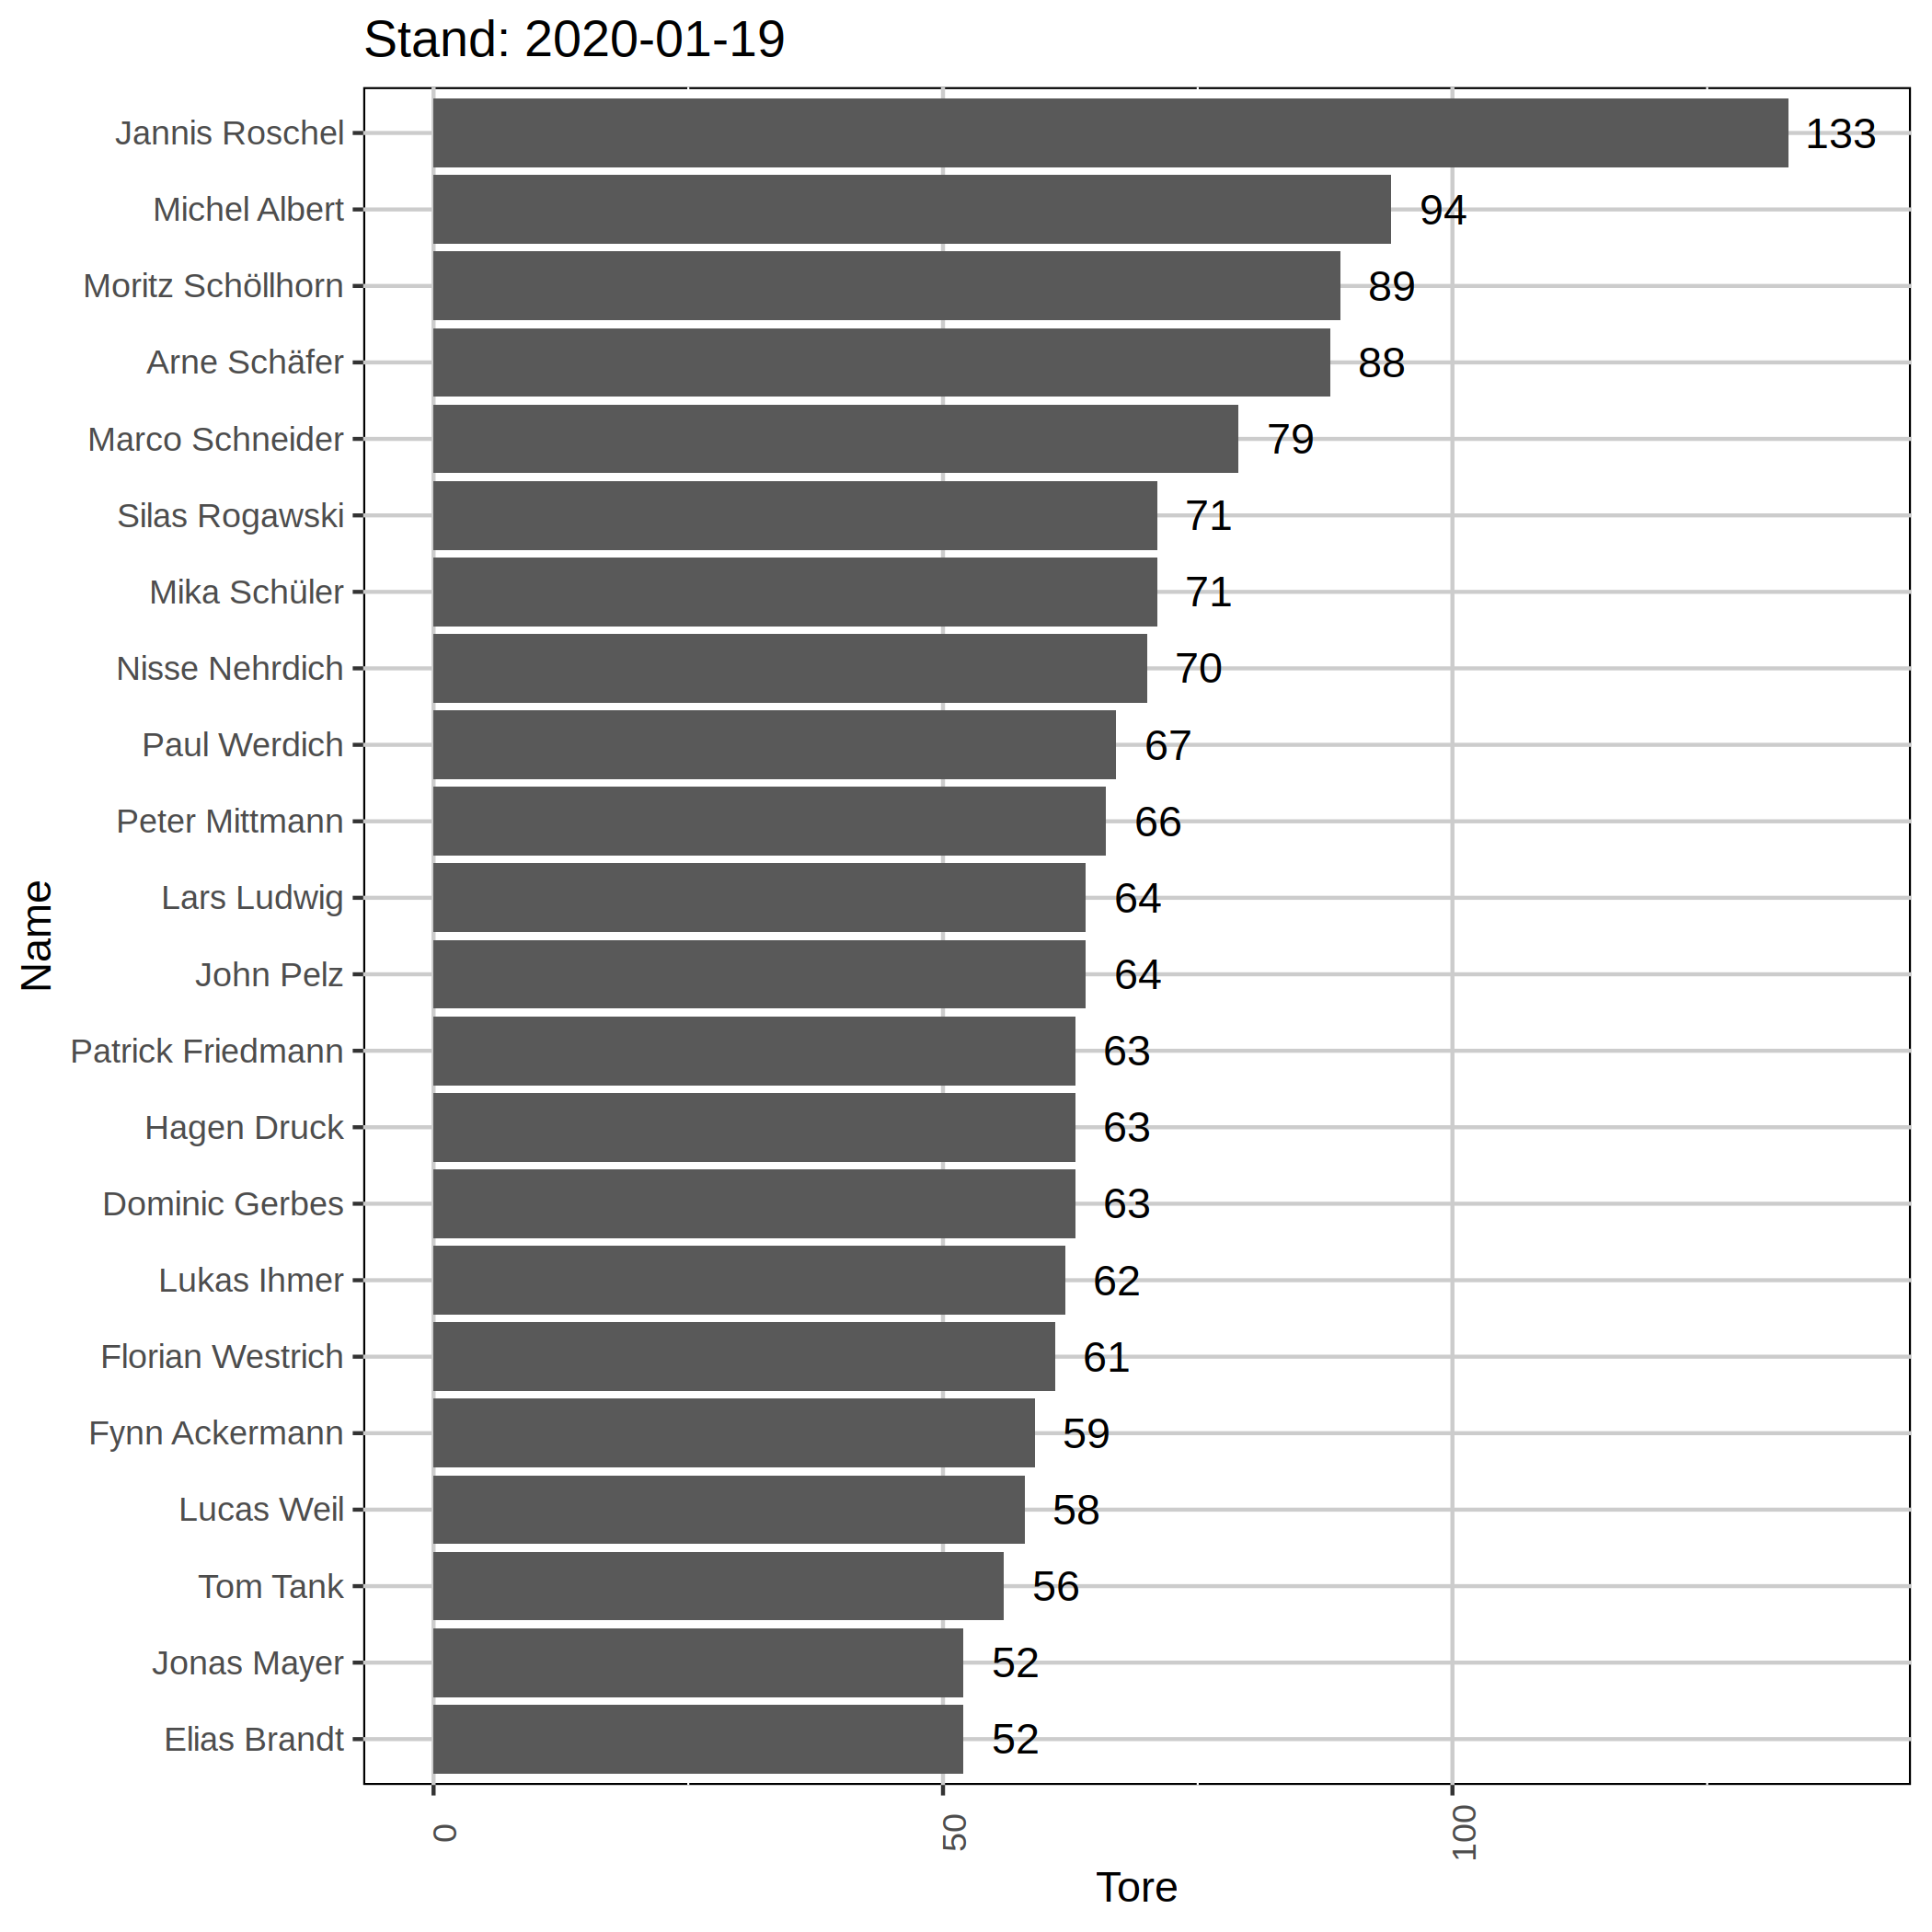 Stand: 2020-01-19
Jannis Roschel 133
Michel Albert 94
Moritz Schöllhorn 89
Arne Schäfer 88
Marco Schneider 79
Silas Rogawski 71
Mika Schüler 71
Nisse Nehrdich 70
Paul Werdich 67
Peter Mittmann 66
Lars Ludwig 64
John Pelz 64
Patrick Friedmann 63
Hagen Druck 63
Dominic Gerbes 63
Lukas Ihmer 62
Florian Westrich 61
Fynn Ackermann 59
Lucas Weil 58
Tom Tank 56
Jonas Mayer 52
Elias Brandt 52
Name
0 50 100
Tore